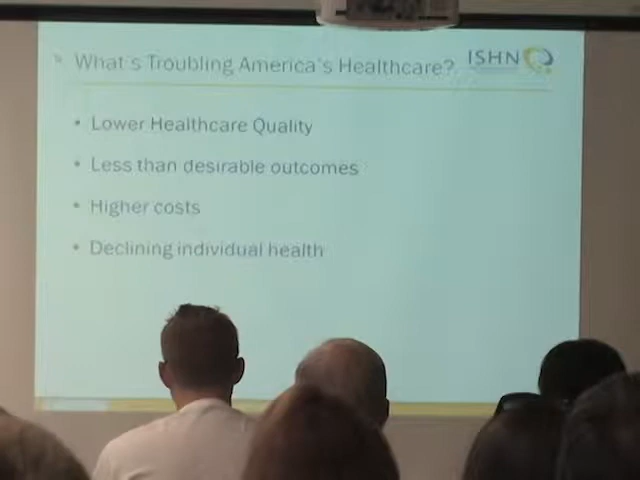 What's Troubling America's Healthcare?
ISHN
• Lower Healthcare Quality
• Less than desirable outcomes
• Higher costs
• Declining individual health